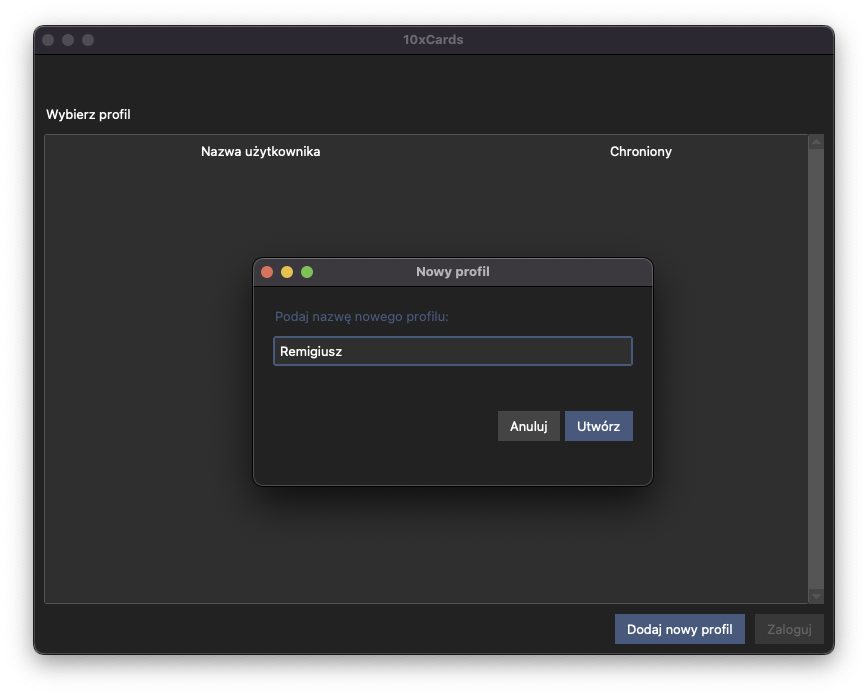 10xCards
Wybierz profil
Nazwa użytkownika Chroniony
Nowy profil
Podaj nazwę nowego profilu:
Remigiusz
Anuluj Utwórz
Dodaj nowy profil Zaloguj